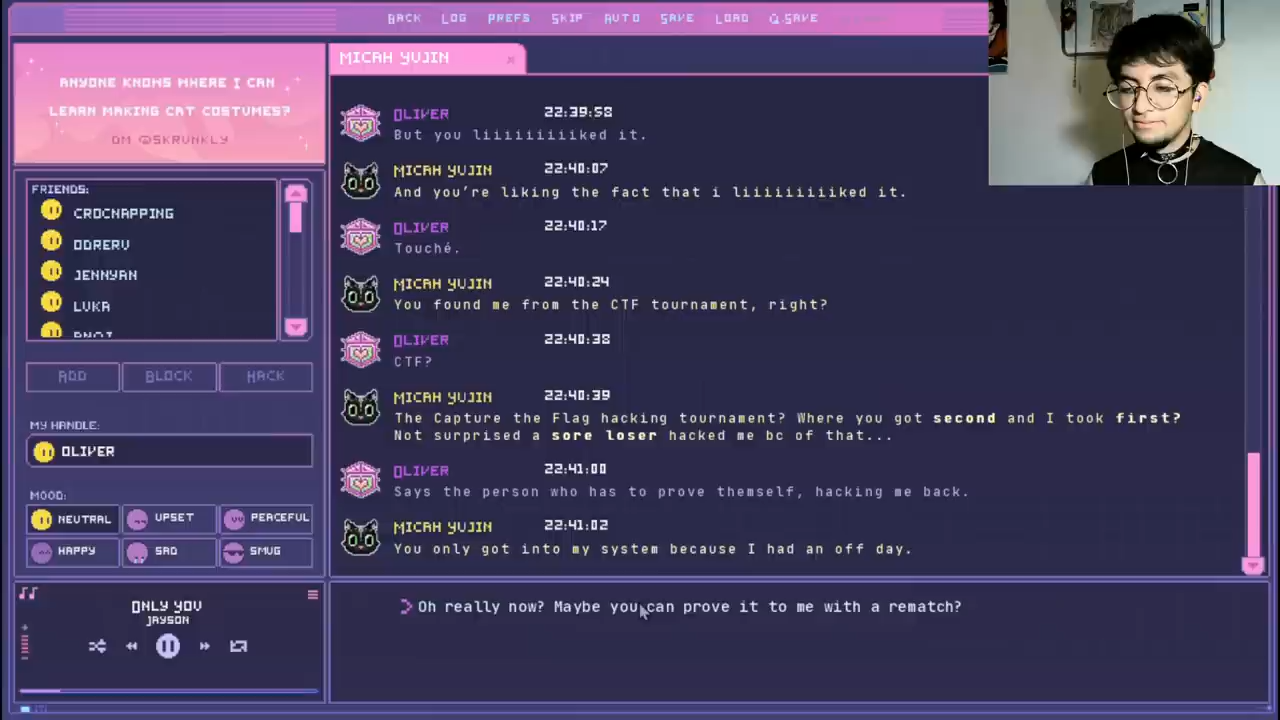 BACK LOG PREFS SKIP AUTO SAVE LOAD Q.SAVE
ANYONE KNOWS WHERE I CAN
LEARN MAKING CAT COSTUMES?
DM @SKRUNKLY
FRIENDS:
CROCNAPPING
ODRERU
JENNYAN
LUKA
ADD BLOCK HACK
MY HANDLE:
OLIVER
MOOD:
NEUTRAL UPSET PEACEFUL
HAPPY SAD SMUG
ONLY YOU
JAYSON
MICAH YUJIN ×
OLIVER 22:39:58
But you liiiiiiiiiked it.
MICAH YUJIN 22:40:07
And you're liking the fact that i liiiiiiiiiked it.
OLIVER 22:40:17
Touché.
MICAH YUJIN 22:40:24
You found me from the CTF tournament, right?
OLIVER 22:40:38
CTF?
MICAH YUJIN 22:40:39
The Capture the Flag hacking tournament? Where you got second and I took first?
Not surprised a sore loser hacked me bc of that...
OLIVER 22:41:00
Says the person who has to prove themself, hacking me back.
MICAH YUJIN 22:41:02
You only got into my system because I had an off day.
Oh really now? Maybe you can prove it to me with a rematch?